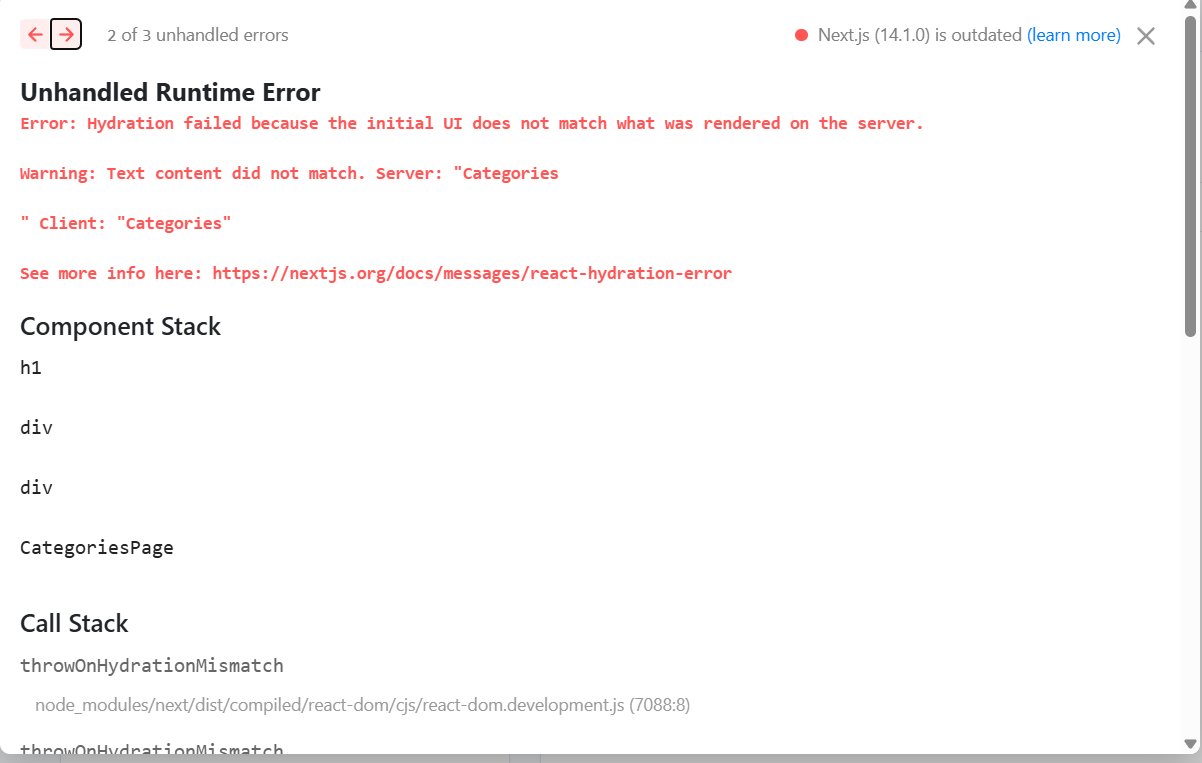 2 of 3 unhandled errors
Next.js (14.1.0) is outdated (learn more)
Unhandled Runtime Error
Error: Hydration failed because the initial UI does not match what was rendered on the server.
Warning: Text content did not match. Server: "Categories
" Client: "Categories"
See more info here: https://nextjs.org/docs/messages/react-hydration-error
Component Stack
h1
div
div
CategoriesPage
Call Stack
throwOnHydrationMismatch
node_modules/next/dist/compiled/react-dom/cjs/react-dom.development.js (7088:8)
throwOnHydrationMismatch